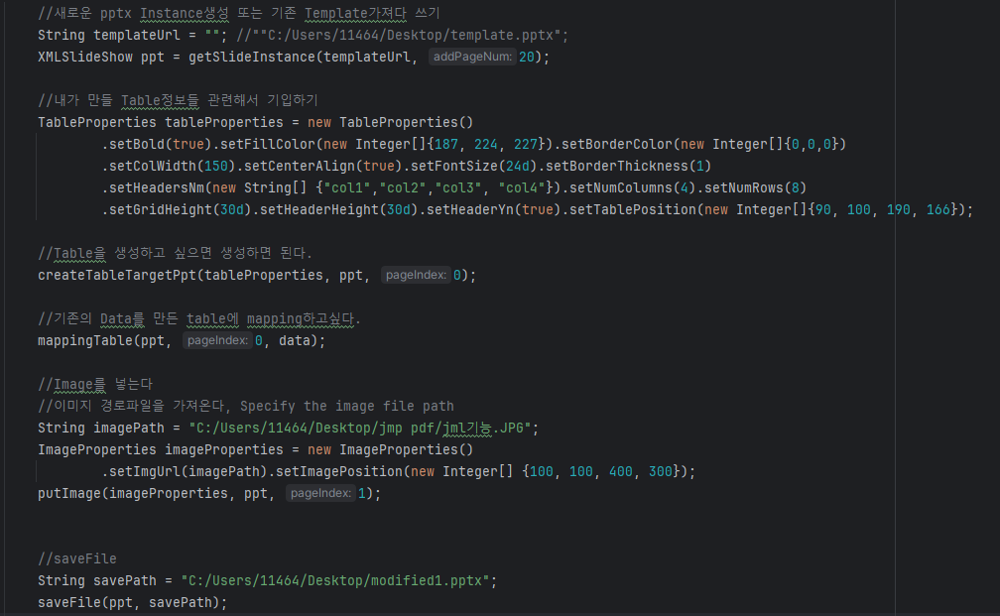 //새로운 pptx Instance생성 또는 기존 Template가져다 쓰기
String templateUrl = ""; //""C:/Users/11464/Desktop/template.pptx";
XMLSlideShow ppt = getSlideInstance(templateUrl, addPageNum: 20);
//내가 만들 Table정보들 관련해서 기입하기
TableProperties tableProperties = new TableProperties()
.setBold(true).setFillColor(new Integer[]{187, 224, 227}).setBorderColor(new Integer[]{0,0,0})
.setColWidth(150).setCenterAlign(true).setFontSize(24d).setBorderThickness(1)
.setHeadersNm(new String[] {"col1","col2","col3", "col4"}).setNumColumns(4).setNumRows(8)
.setGridHeight(30d).setHeaderHeight(30d).setHeaderYn(true).setTablePosition(new Integer[]{90, 100, 190, 166});
//Table을 생성하고 싶으면 생성하면 된다.
createTableTargetPpt(tableProperties, ppt, pageIndex: 0);
//기존의 Data를 만든 table에 mapping하고싶다.
mappingTable(ppt, pageIndex: 0, data);
//Image를 넣는다
//이미지 경로파일을 가져온다, Specify the image file path
String imagePath = "C:/Users/11464/Desktop/jmp pdf/jml기능.JPG";
ImageProperties imageProperties = new ImageProperties()
.setImgUrl(imagePath).setImagePosition(new Integer[] {100, 100, 400, 300});
putImage(imageProperties, ppt, pageIndex: 1);
//saveFile
String savePath = "C:/Users/11464/Desktop/modified1.pptx";
saveFile(ppt, savePath);